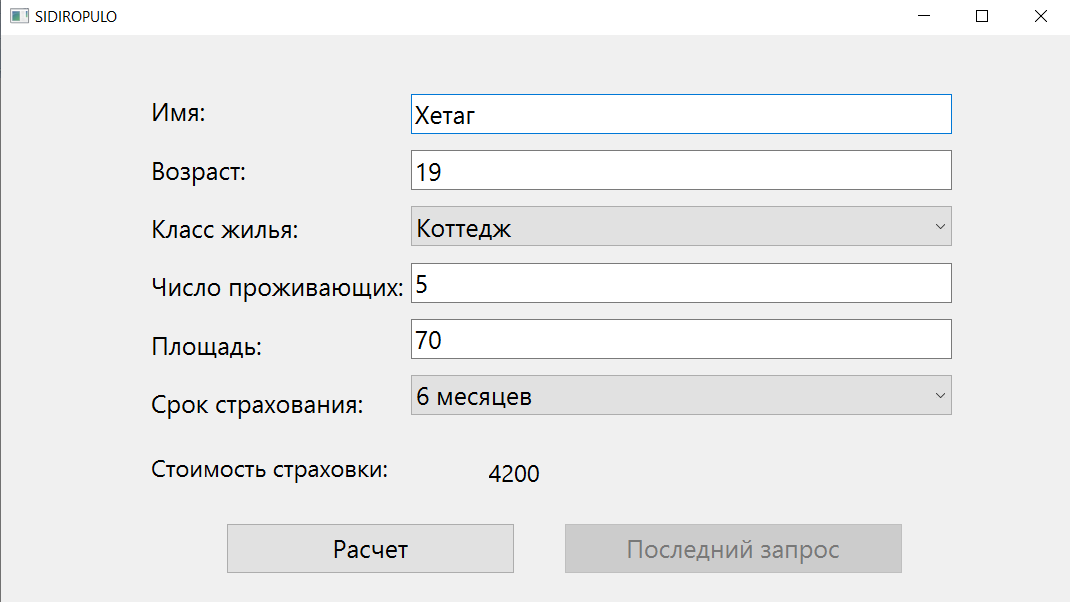 SIDIROPULO
Имя: Хетаг
Возраст: 19
Класс жилья: Коттедж
Число проживающих: 5
Площадь: 70
Срок страхования: 6 месяцев
Стоимость страховки: 4200
Расчет Последний запрос